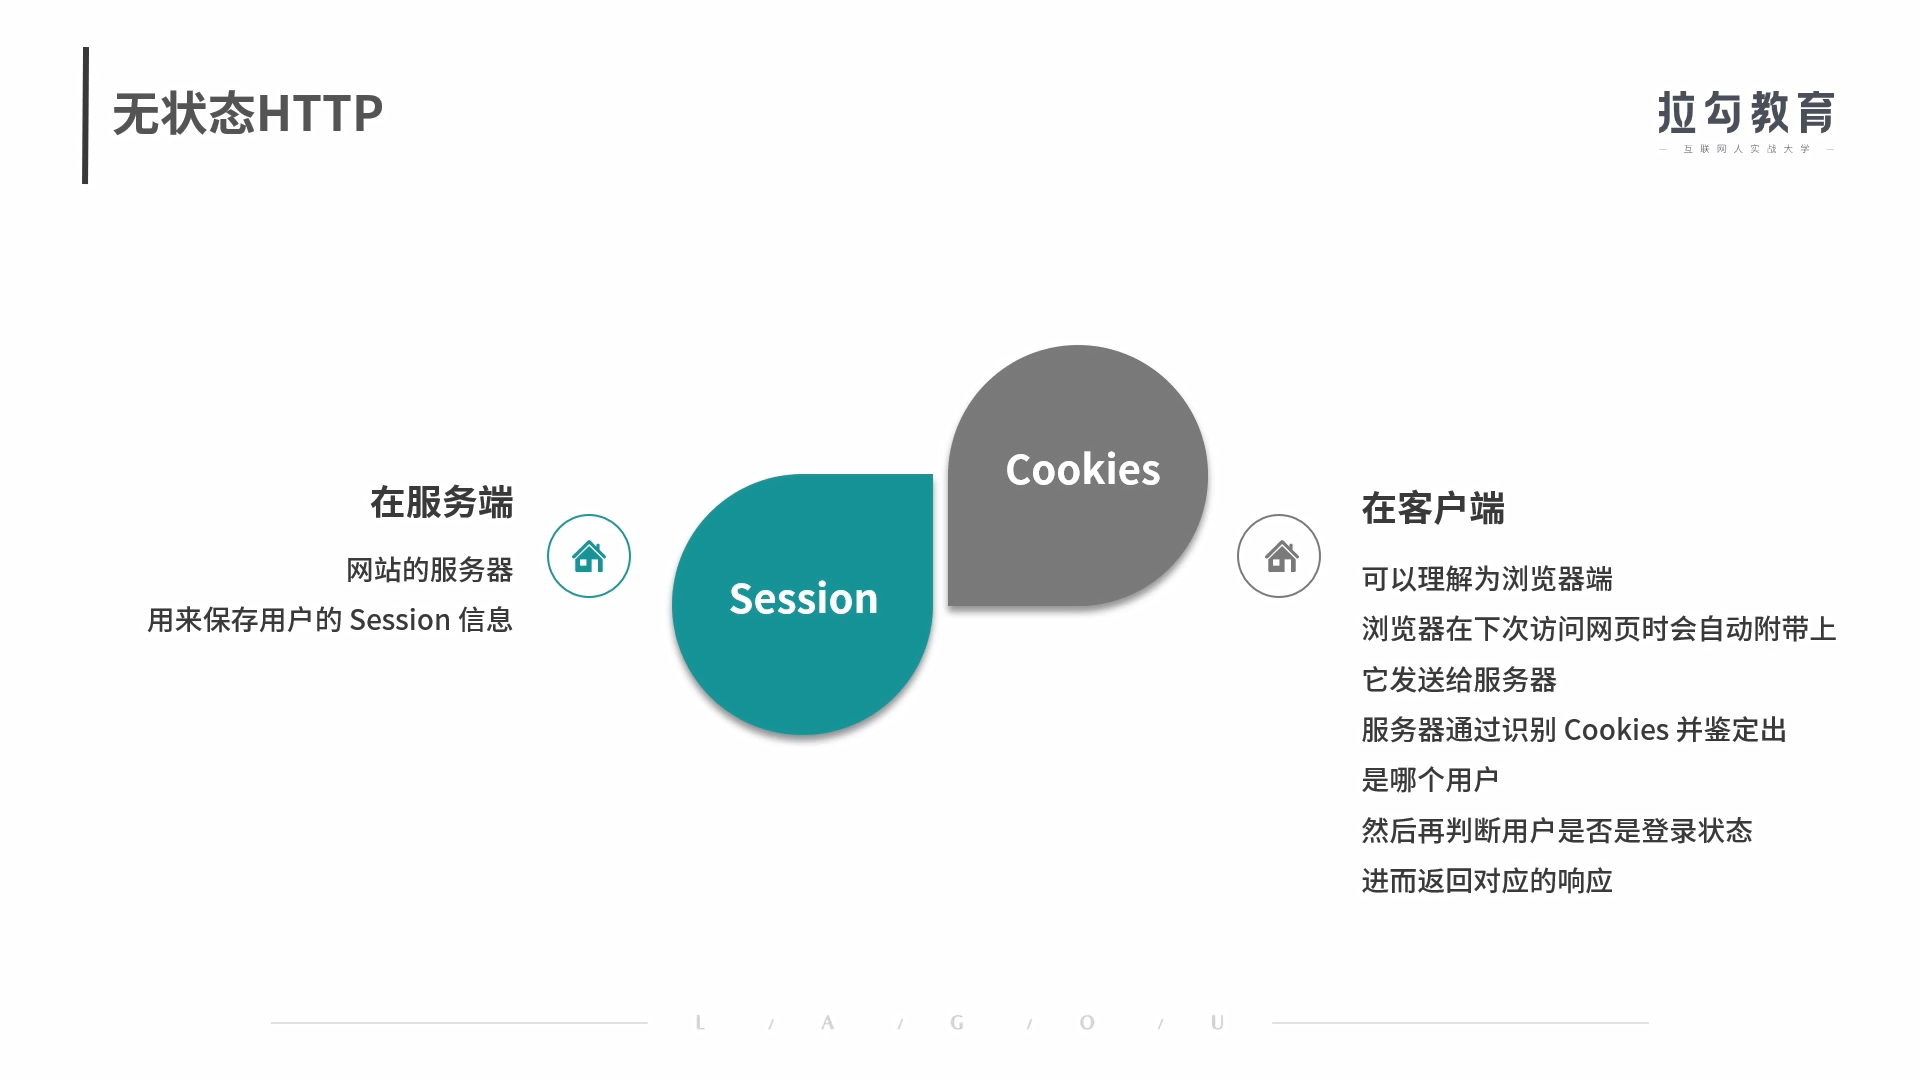 无状态HTTP
拉勾教育
— 互联网人实战大学 —
Cookies
Session
在服务端
网站的服务器
用来保存用户的 Session 信息
在客户端
可以理解为浏览器端
浏览器在下次访问网页时会自动附带上
它发送给服务器
服务器通过识别 Cookies 并鉴定出
是哪个用户
然后再判断用户是否是登录状态
进而返回对应的响应
L / A / G / O / U